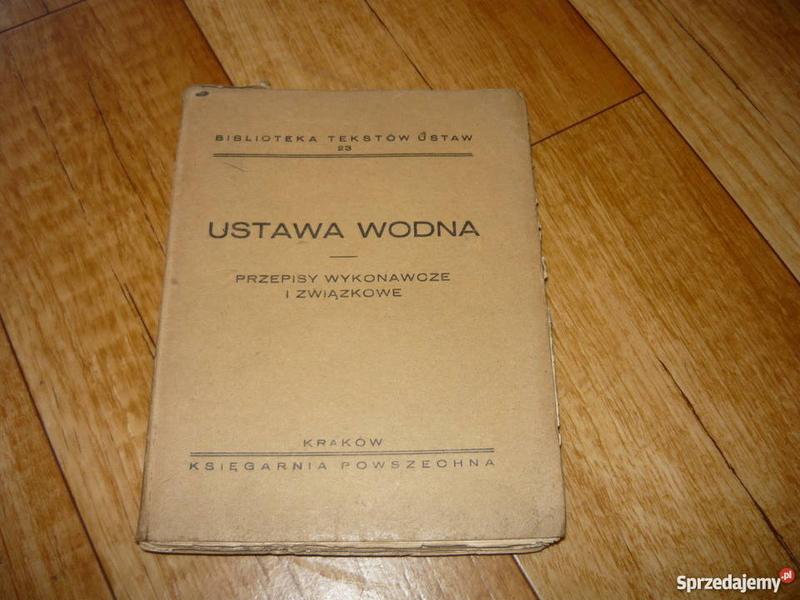 BIBLIOTEKA TEKSTÓW USTAW
23
USTAWA WODNA
PRZEPISY WYKONAWCZE
I ZWIĄZKOWE
KRAKÓW
KSIĘGARNIA POWSZECHNA
Sprzedajemy.pl